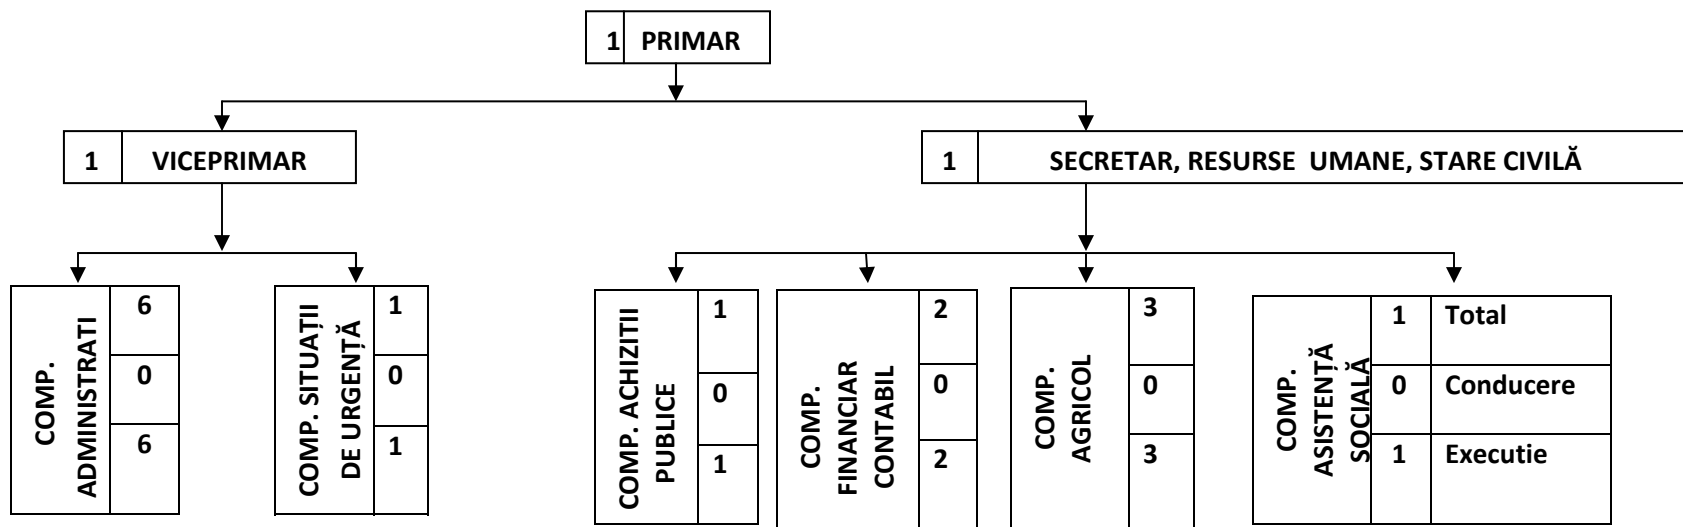 1 PRIMAR
1 VICEPRIMAR
1 SECRETAR, RESURSE UMANE, STARE CIVILĂ
COMP.
ADMINISTRATI
6
0
6
COMP. SITUAȚII
DE URGENȚĂ
1
0
1
COMP. ACHIZITII
PUBLICE
1
0
1
COMP.
FINANCIAR
CONTABIL
2
0
2
COMP.
AGRICOL
3
0
3
COMP.
ASISTENȚĂ
SOCIALĂ
1 Total
0 Conducere
1 Executie